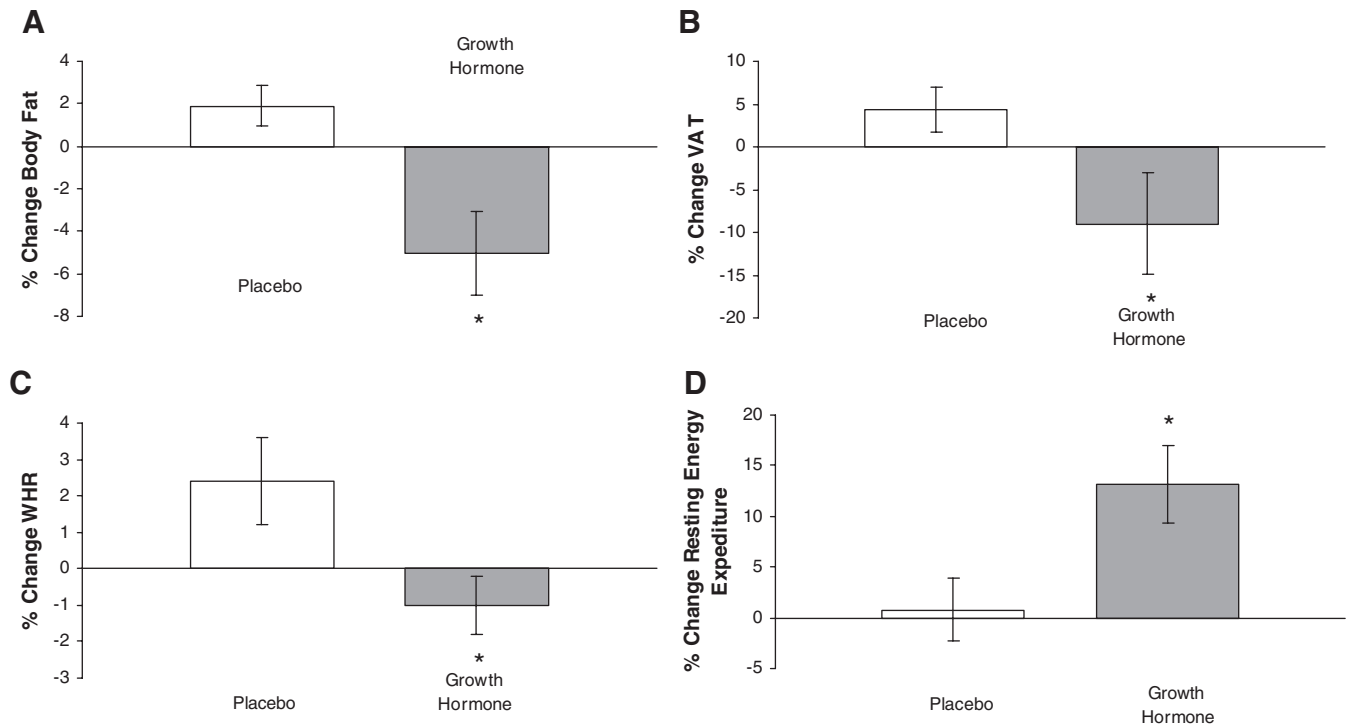 A
% Change Body Fat
4
2
0
-2
-4
-6
-8
Growth
Hormone
Placebo
*
B
% Change VAT
10
5
0
-5
-10
-15
-20
*
Placebo
Growth
Hormone
C
% Change WHR
4
3
2
1
0
-1
-2
-3
*
Placebo
Growth
Hormone
D
% Change Resting Energy
Expediture
20
15
10
5
0
-5
*
Placebo
Growth
Hormone